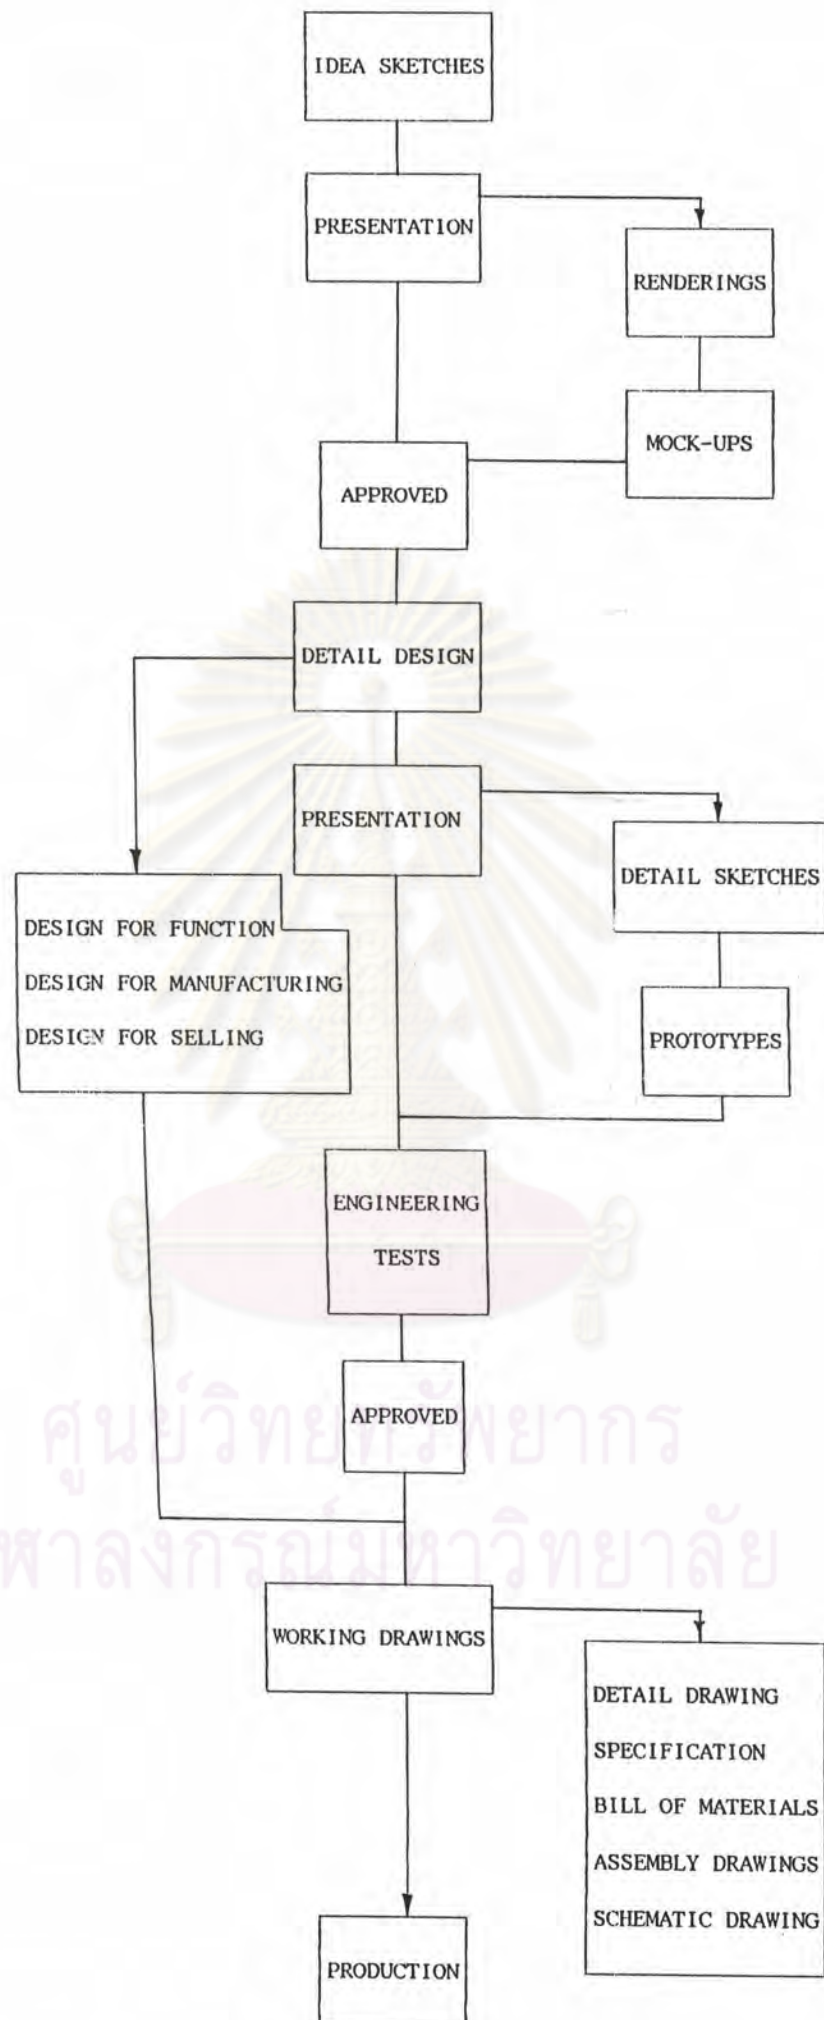 IDEA SKETCHES
PRESENTATION
RENDERINGS
MOCK-UPS
APPROVED
DETAIL DESIGN
PRESENTATION
DETAIL SKETCHES
DESIGN FOR FUNCTION
DESIGN FOR MANUFACTURING
DESIGN FOR SELLING
PROTOTYPES
ENGINEERING
TESTS
APPROVED
ศูนย์วิทยทรัพยากร
ฬาลงกรณ์มหาวิทยาลัย
WORKING DRAWINGS
DETAIL DRAWING
SPECIFICATION
BILL OF MATERIALS
ASSEMBLY DRAWINGS
SCHEMATIC DRAWING
PRODUCTION